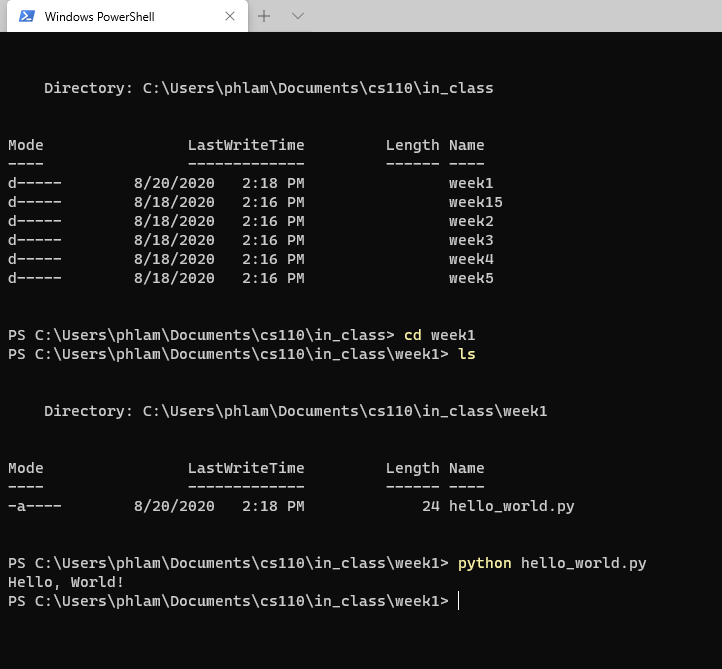 Windows PowerShell
Directory: C:\Users\phlam\Documents\cs110\in_class
Mode                LastWriteTime         Length Name
----                -------------         ------ ----
d-----        8/20/2020   2:18 PM                week1
d-----        8/18/2020   2:16 PM                week15
d-----        8/18/2020   2:16 PM                week2
d-----        8/18/2020   2:16 PM                week3
d-----        8/18/2020   2:16 PM                week4
d-----        8/18/2020   2:16 PM                week5
PS C:\Users\phlam\Documents\cs110\in_class> cd week1
PS C:\Users\phlam\Documents\cs110\in_class\week1> ls
Directory: C:\Users\phlam\Documents\cs110\in_class\week1
Mode                LastWriteTime         Length Name
----                -------------         ------ ----
-a----        8/20/2020   2:18 PM             24 hello_world.py
PS C:\Users\phlam\Documents\cs110\in_class\week1> python hello_world.py
Hello, World!
PS C:\Users\phlam\Documents\cs110\in_class\week1>